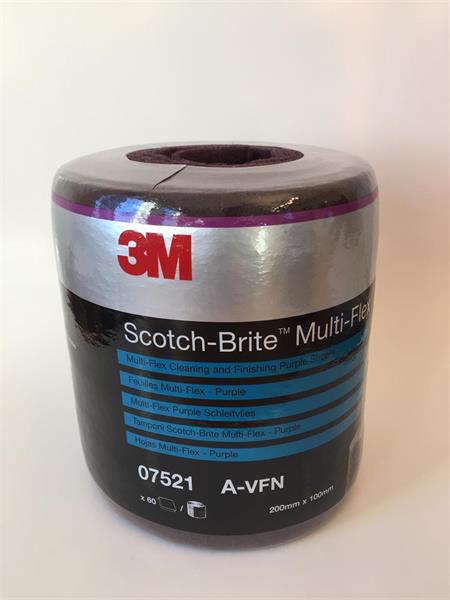 3M
Scotch-Brite™ Multi-Flex
Multi-Flex Cleaning and Finishing Purple Sheets
Feuilles Multi-Flex - Purple
Multi-Flex Purple Schleifvlies
Tamponi Scotch-Brite Multi-Flex - Purple
Hojas Multi-Flex - Purple
07521 A-VFN
x 60 /
200mm x 100mm